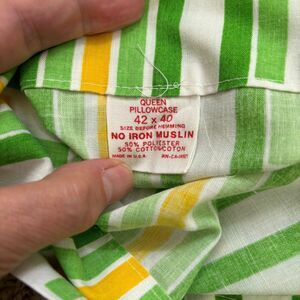 QUEEN
PILLOWCASE
42 x 40
SIZE BEFORE HEMMING
NO IRON MUSLIN
50% POLYESTER
50% COTTON/COTON
MADE IN U.S.A.